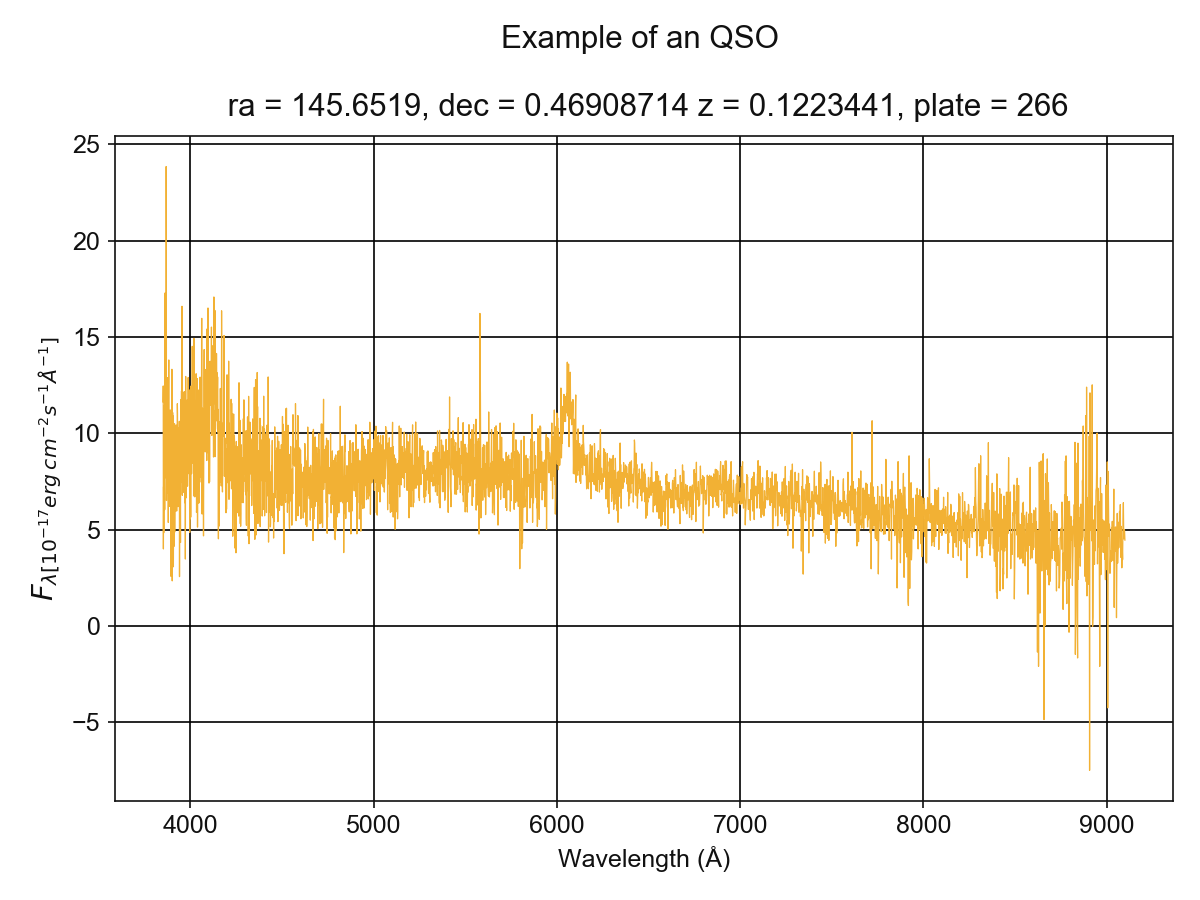 Example of an QSO
ra = 145.6519, dec = 0.46908714 z = 0.1223441, plate = 266
25
20
15
10
5
0
−5
F_{λ[10^{−17} erg cm^{−2} s^{−1} Å^{−1}]}
4000 5000 6000 7000 8000 9000
Wavelength (Å)